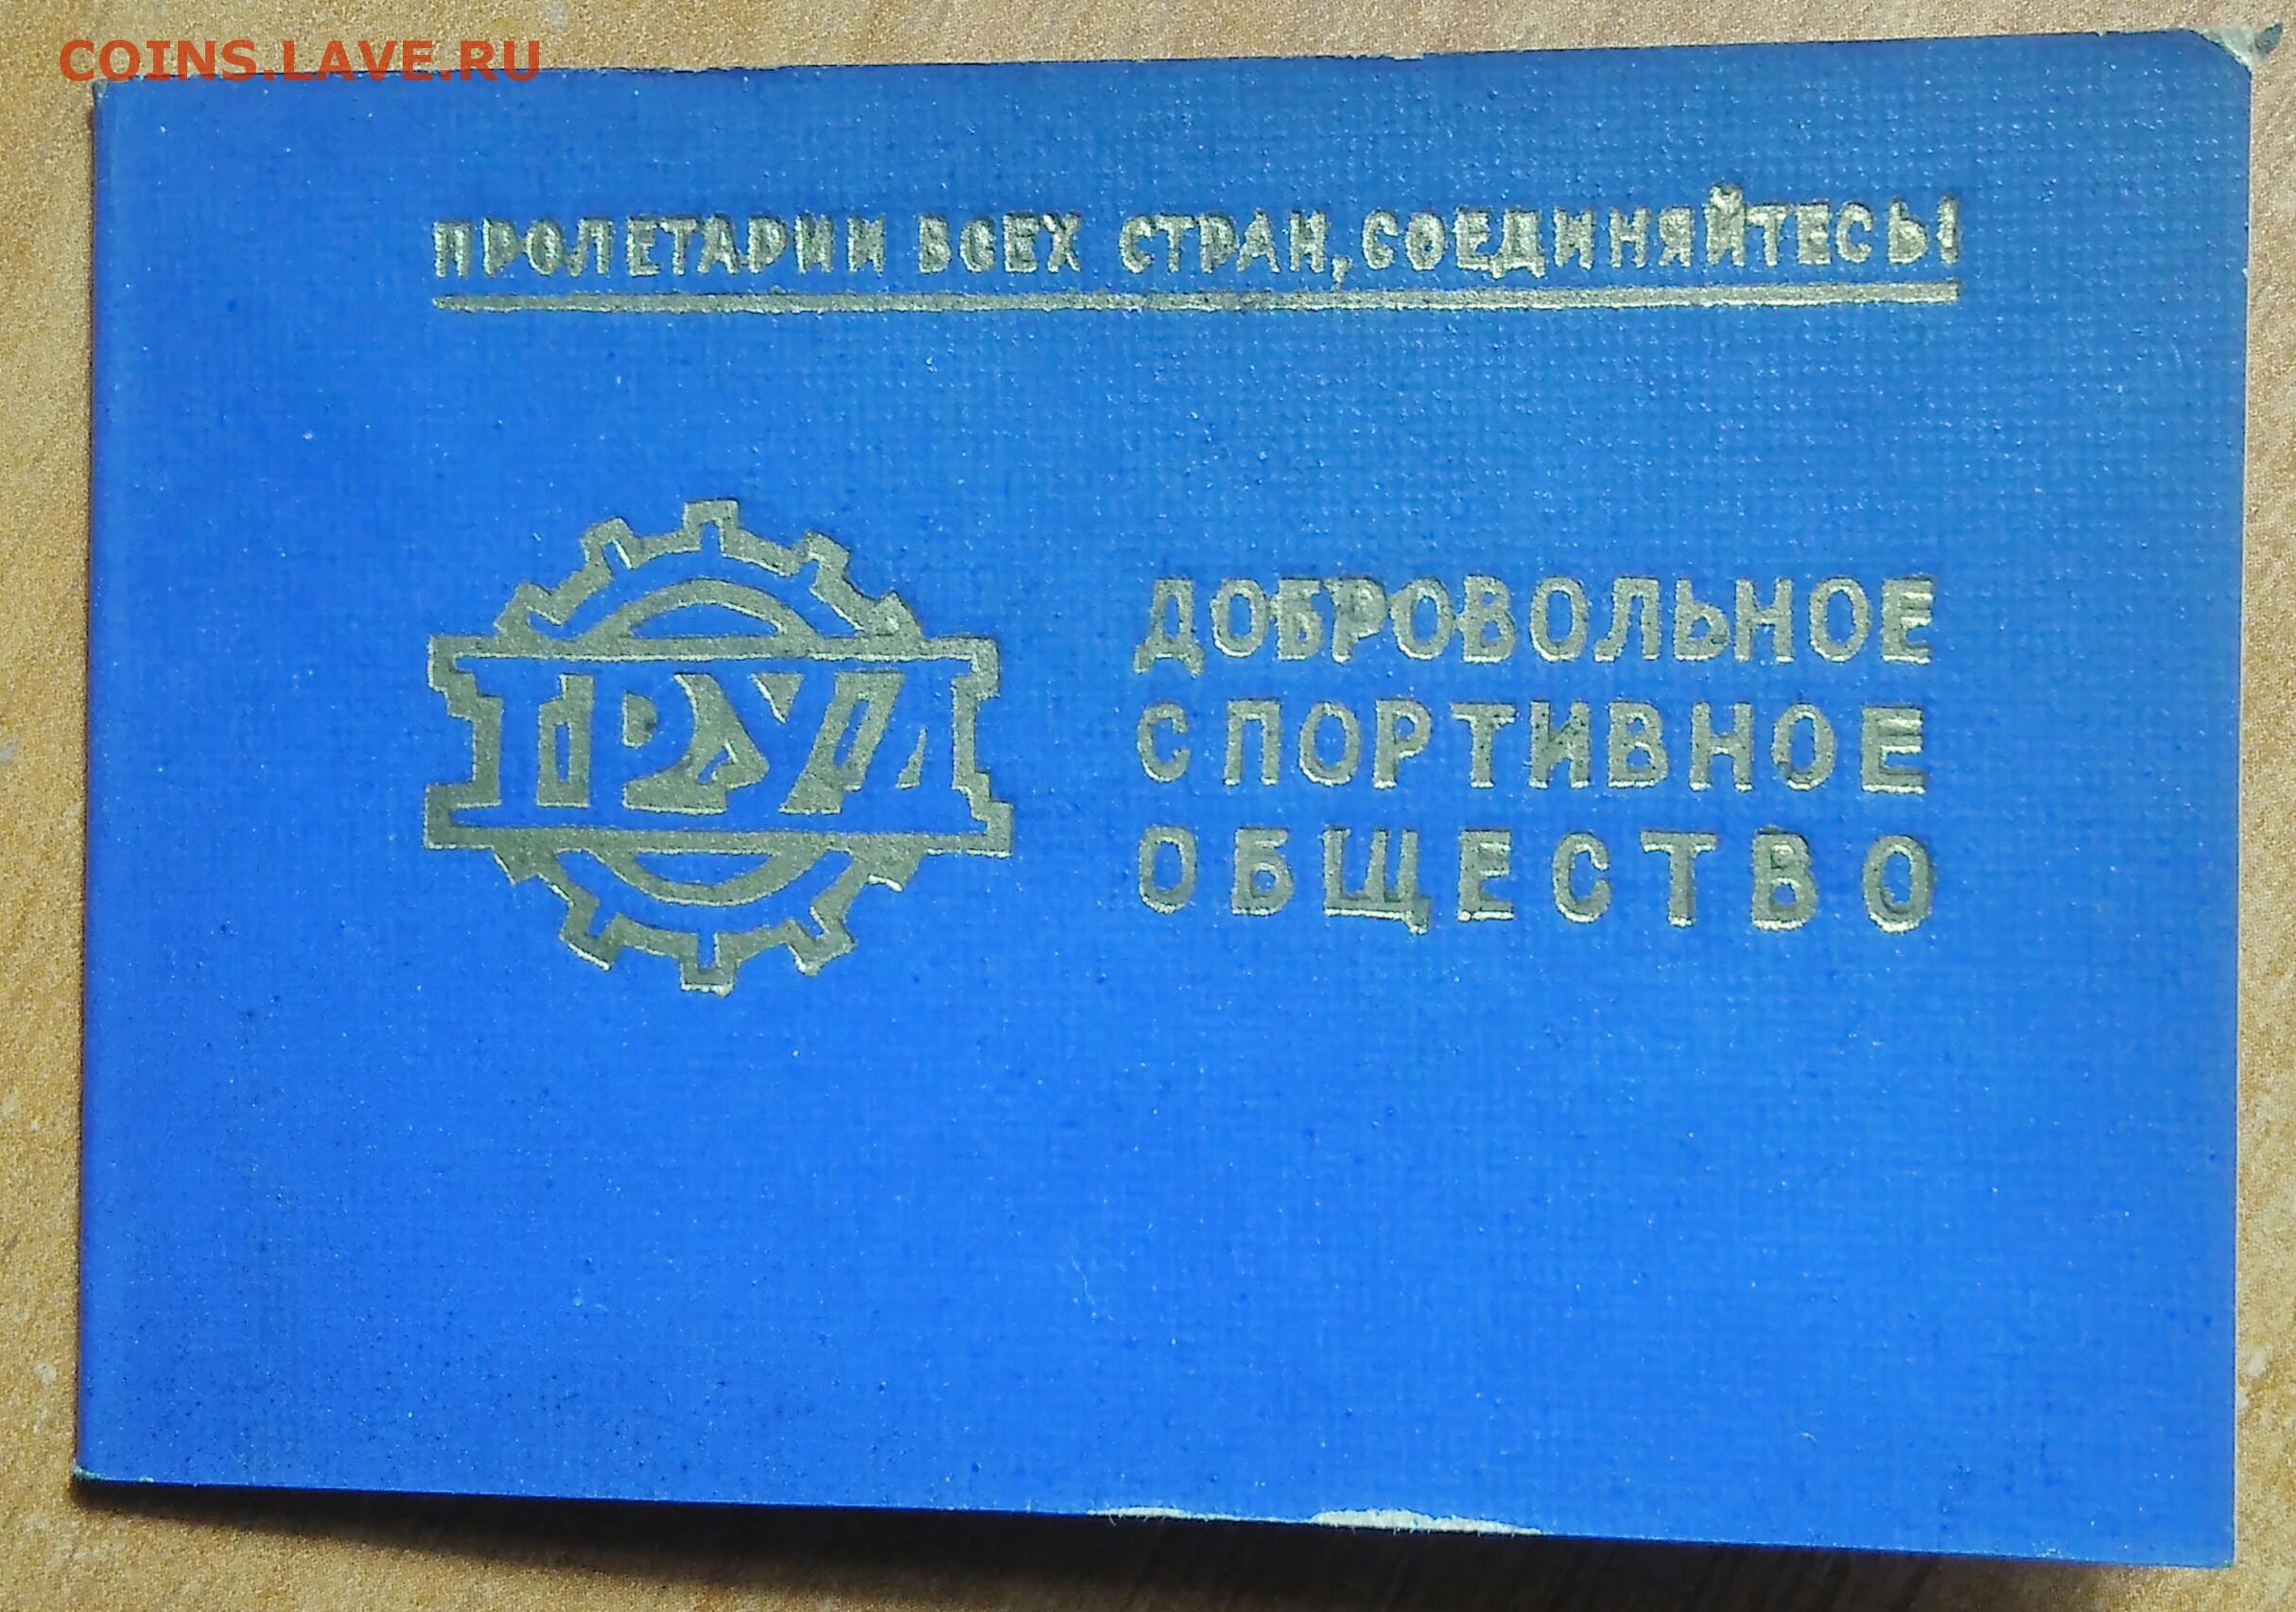 COINS.LAVE.RU
ПРОЛЕТАРИИ ВСЕХ СТРАН, СОЕДИНЯЙТЕСЬ!
ТРУД
ДОБРОВОЛЬНОЕ
СПОРТИВНОЕ
ОБЩЕСТВО